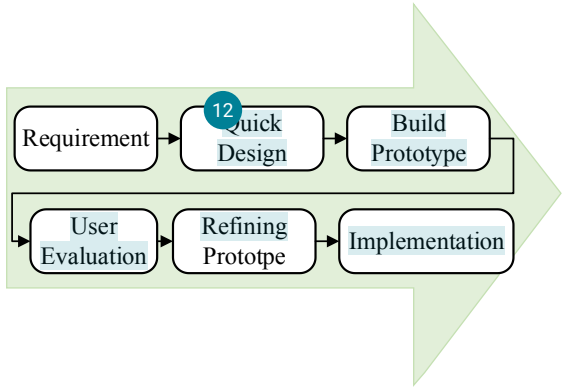 Requirement
12
Quick
Design
Build
Prototype
User
Evaluation
Refining
Prototpe
Implementation